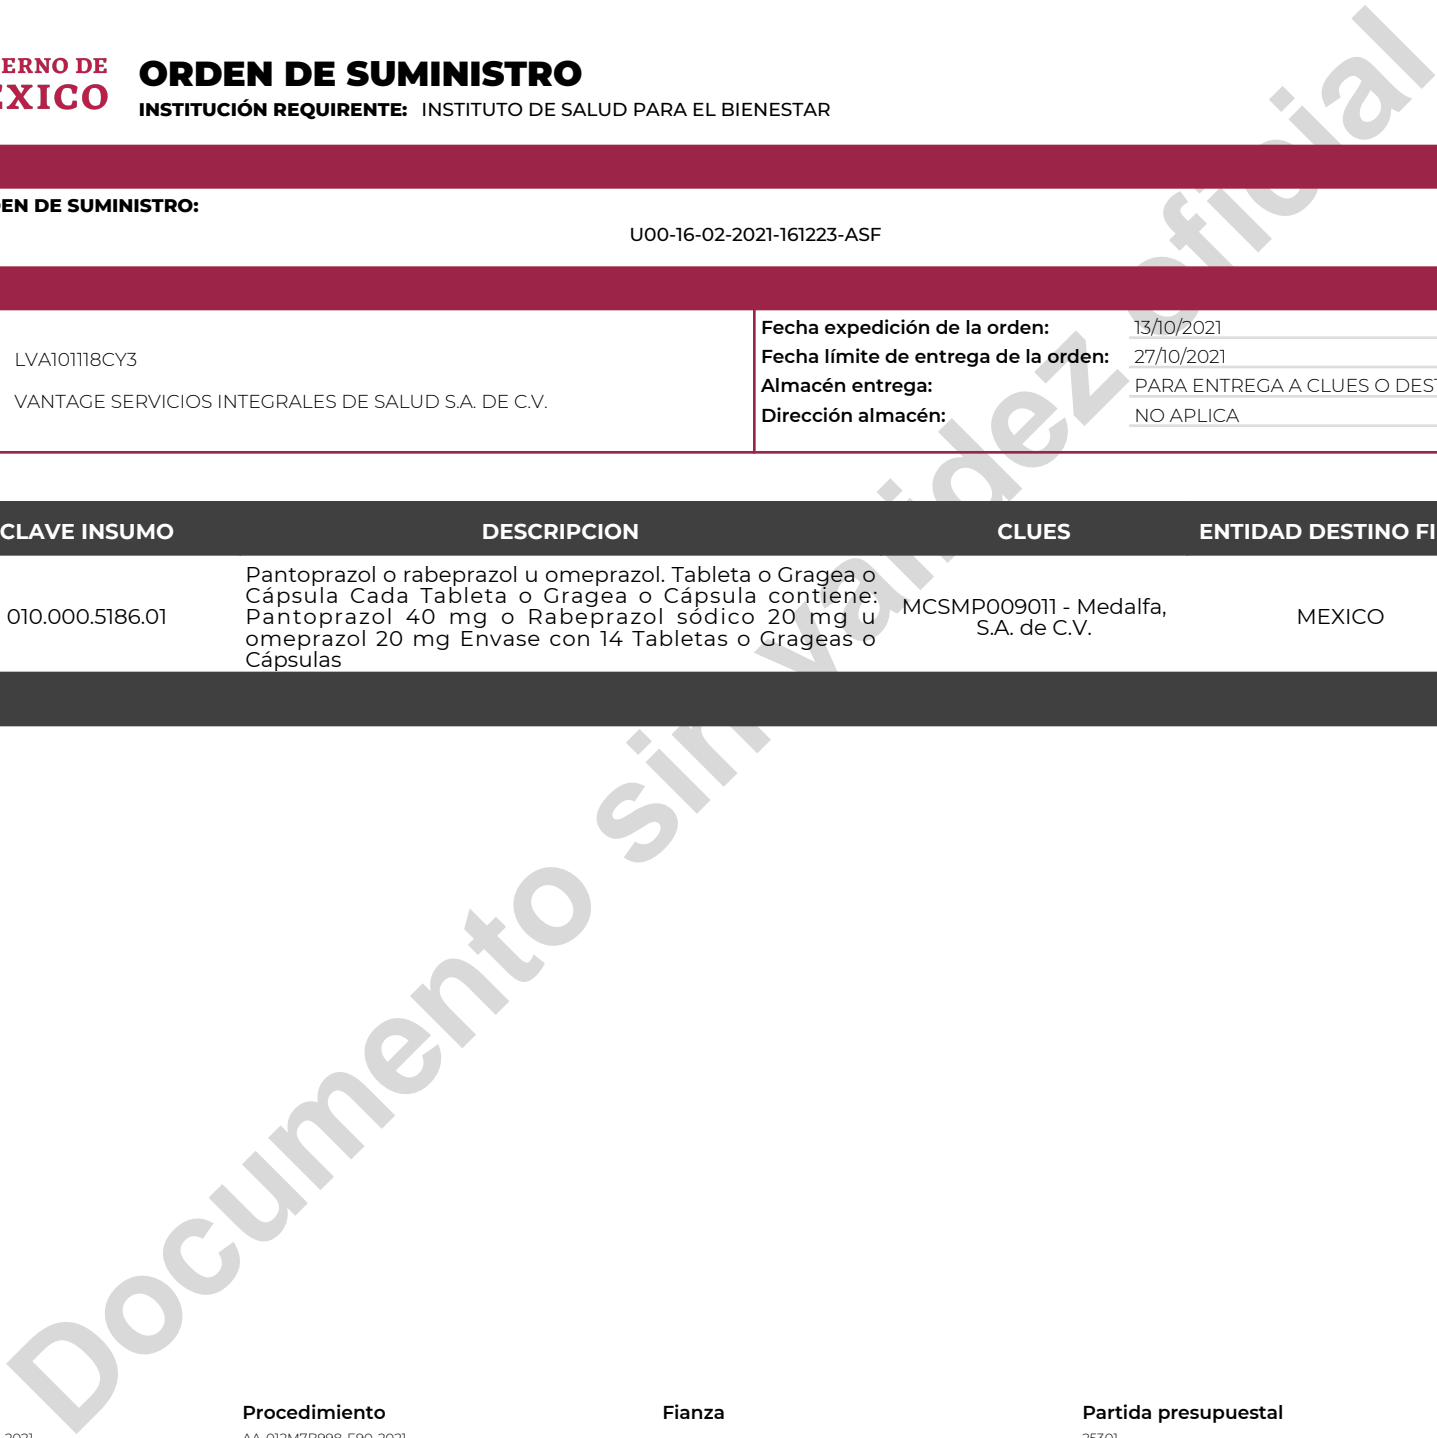 ERNO DE
EXICO
ORDEN DE SUMINISTRO
INSTITUCIÓN REQUIRENTE: INSTITUTO DE SALUD PARA EL BIENESTAR
EN DE SUMINISTRO:
U00-16-02-2021-161223-ASF
LVA101118CY3
VANTAGE SERVICIOS INTEGRALES DE SALUD S.A. DE C.V.
Fecha expedición de la orden: 13/10/2021
Fecha límite de entrega de la orden: 27/10/2021
Almacén entrega: PARA ENTREGA A CLUES O DEST
Dirección almacén: NO APLICA
CLAVE INSUMO DESCRIPCION CLUES ENTIDAD DESTINO FI
010.000.5186.01
Pantoprazol o rabeprazol u omeprazol. Tableta o Gragea o
Cápsula Cada Tableta o Gragea o Cápsula contiene:
Pantoprazol 40 mg o Rabeprazol sódico 20 mg u
omeprazol 20 mg Envase con 14 Tabletas o Grageas o
Cápsulas
MCSMP009011 - Medalfa,
S.A. de C.V.
MEXICO
Documento sin validez oficial
Procedimiento Fianza Partida presupuestal